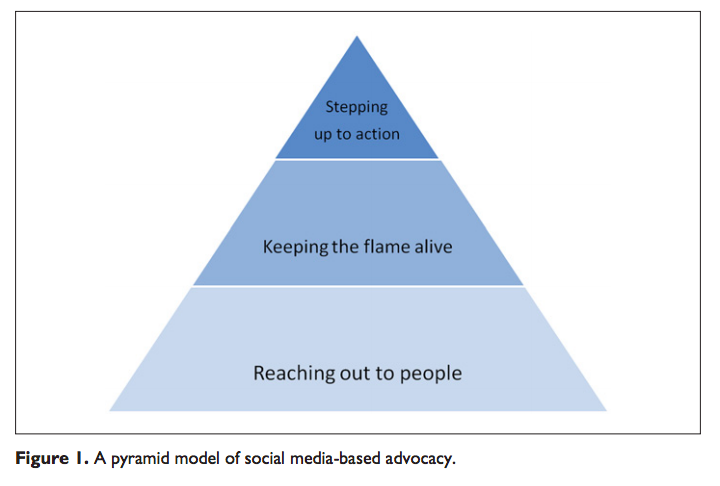 Stepping
up to action
Keeping the flame alive
Reaching out to people
Figure 1. A pyramid model of social media-based advocacy.